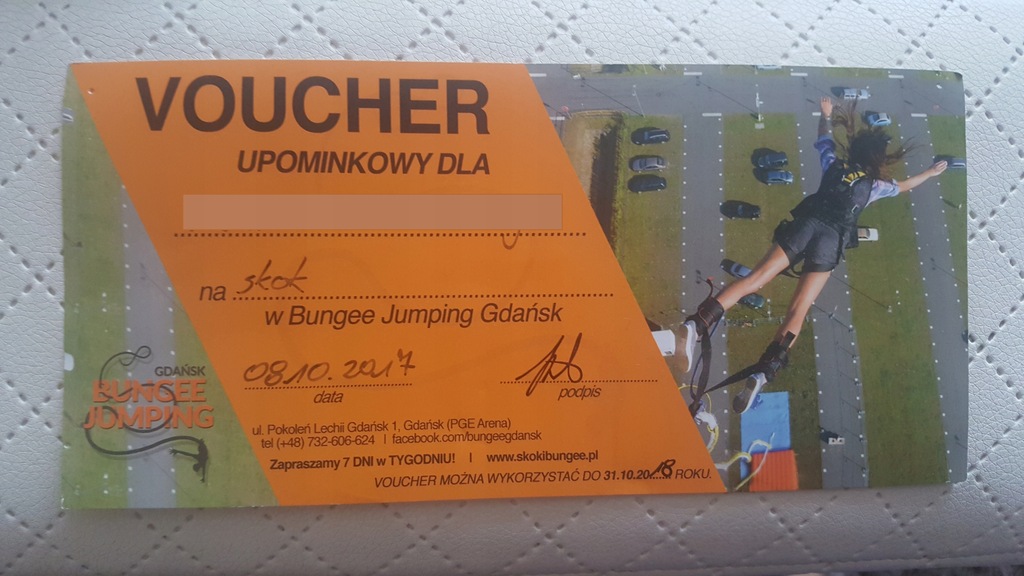 VOUCHER
UPOMINKOWY DLA
na skok
w Bungee Jumping Gdańsk
08.10.2017
data
podpis
GDAŃSK
BUNGEE
JUMPING
ul. Pokoleń Lechii Gdańsk 1, Gdańsk (PGE Arena)
tel (+48) 732-606-624 | facebook.com/bungeegdansk
Zapraszamy 7 DNI w TYGODNIU! | www.skokibungee.pl
VOUCHER MOŻNA WYKORZYSTAĆ DO 31.10.2018 ROKU.